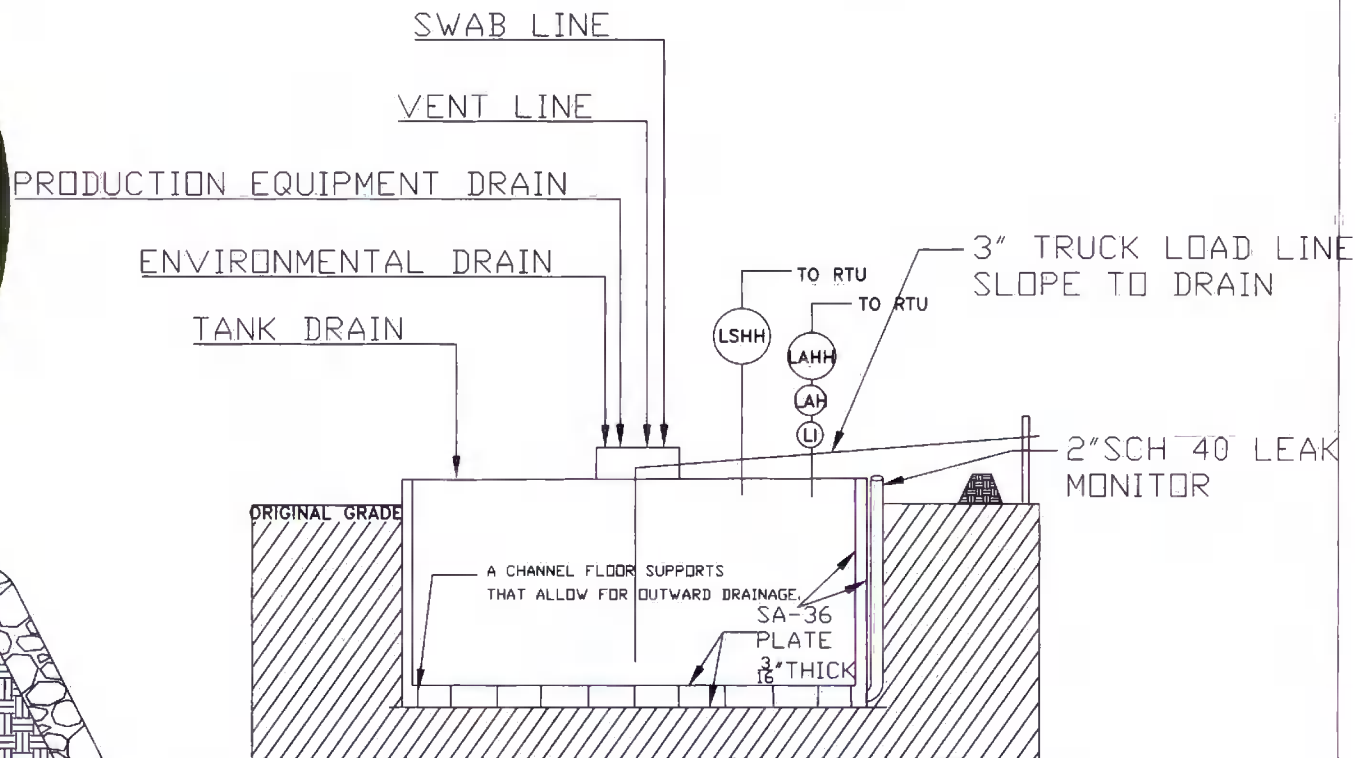 SWAB LINE
VENT LINE
PRODUCTION EQUIPMENT DRAIN
ENVIRONMENTAL DRAIN
TANK DRAIN
TO RTU
TO RTU
3" TRUCK LOAD LINE
SLOPE TO DRAIN
LSHH
LAHH
LAH
LI
2"SCH 40 LEAK
MONITOR
ORIGINAL GRADE
A CHANNEL FLOOR SUPPORTS
THAT ALLOW FOR OUTWARD DRAINAGE.
SA-36
PLATE
3/16" THICK